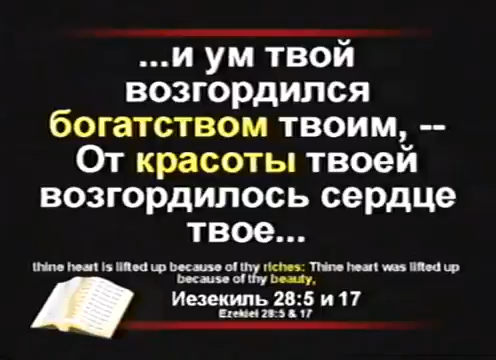 ...и ум твой
возгордился
богатством твоим, --
От красоты твоей
возгордилось сердце
твое...
thine heart is lifted up because of thy riches: Thine heart was lifted up
because of thy beauty,
Иезекиль 28:5 и 17
Ezekiel 28:5 & 17